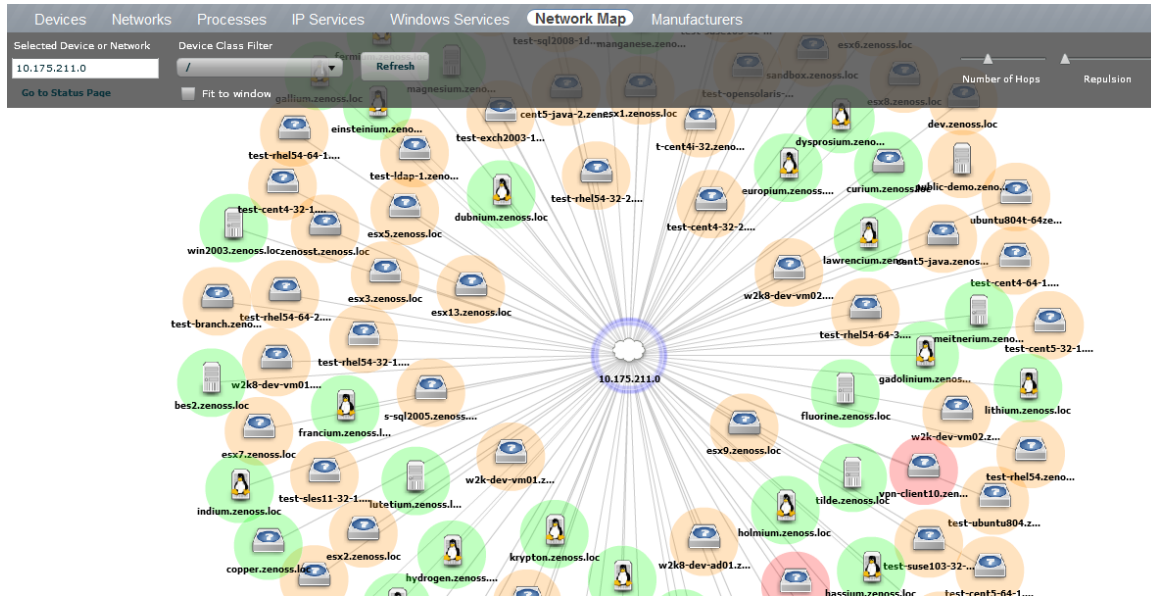 Devices Networks Processes IP Services Windows Services Network Map Manufacturers
Selected Device or Network
Device Class Filter
10.175.211.0
/
Refresh
Go to Status Page
Fit to window
Number of Hops
Repulsion
test-sql2008-1d...
manganese.zeno...
esx6.zenoss.loc
magnesium.zeno...
sandbox.zenoss.loc
gallium.zenoss.loc
test-opensolaris-...
esx8.zenoss.loc
cent5-java-2.zenoss
esx1.zenoss.loc
dev.zenoss.loc
einsteinium.zeno...
test-exch2003-1...
dysprosium.zeno...
t-cent4i-32.zeno...
test-rhel54-64-1....
test-ldap-1.zeno...
test-rhel54-32-2....
europium.zenoss....
curium.zenoss.loc
public-demo.zeno...
test-cent4-32-1....
dubnium.zenoss.loc
test-cent4-32-2....
ubuntu804t-64ze...
esx5.zenoss.loc
win2003.zenoss.loc
zenosst.zenoss.loc
lawrencium.zeno...
cent5-java.zenos...
test-cent4-64-1....
esx3.zenoss.loc
esx13.zenoss.loc
w2k8-dev-vm02....
test-branch.zeno...
test-rhel54-64-2....
test-rhel54-64-3....
meitnerium.zeno...
test-cent5-32-1....
test-rhel54-32-1....
10.175.211.0
gadolinium.zenos...
w2k8-dev-vm01....
bes2.zenoss.loc
s-sql2005.zenoss....
fluorine.zenoss.loc
lithium.zenoss.loc
francium.zenoss.l...
w2k-dev-vm02.z...
esx7.zenoss.loc
esx9.zenoss.loc
w2k-dev-vm01.z...
test-rhel54.zeno...
vpn-client10.zen...
test-sles11-32-1....
lutetium.zenoss.l...
tilde.zenoss.loc
indium.zenoss.loc
test-ubuntu804.z...
holmium.zenoss.loc
esx2.zenoss.loc
krypton.zenoss.loc
copper.zenoss.loc
w2k8-dev-ad01.z...
test-suse103-32-...
hydrogen.zenoss....
hassium.zenoss.loc
test-cent5-64-1....